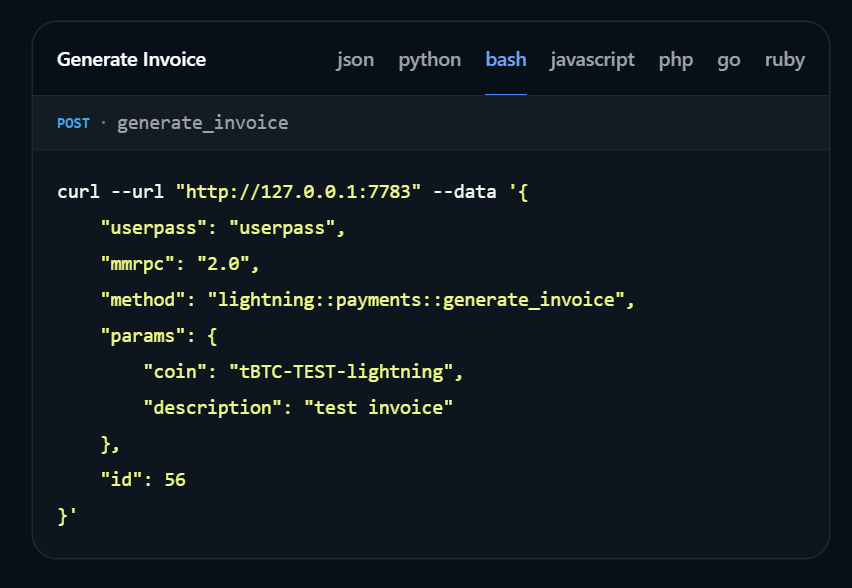 Generate Invoice json python bash javascript php go ruby
POST · generate_invoice
curl --url "http://127.0.0.1:7783" --data '{
    "userpass": "userpass",
    "mmrpc": "2.0",
    "method": "lightning::payments::generate_invoice",
    "params": {
        "coin": "tBTC-TEST-lightning",
        "description": "test invoice"
    },
    "id": 56
}'